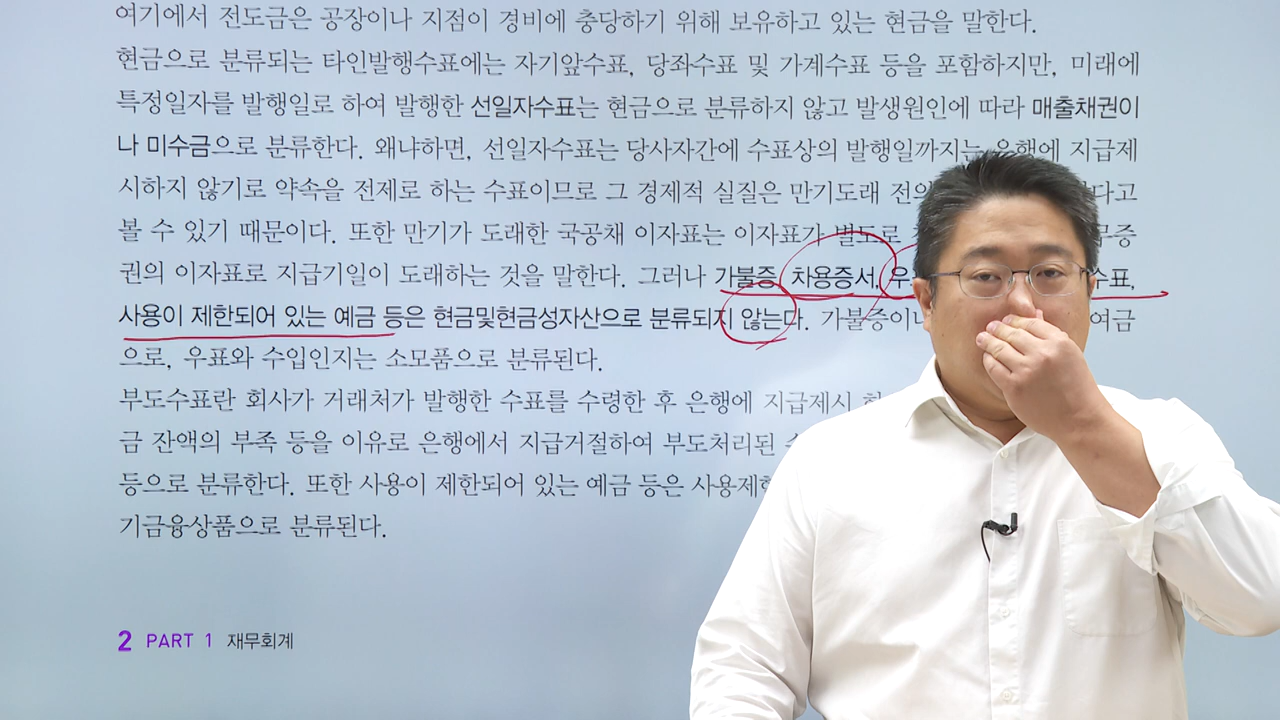 여기에서 전도금은 공장이나 지점이 경비에 충당하기 위해 보유하고 있는 현금을 말한다.
현금으로 분류되는 타인발행수표에는 자기앞수표, 당좌수표 및 가계수표 등을 포함하지만, 미래에
특정일자를 발행일로 하여 발행한 선일자수표는 현금으로 분류하지 않고 발생원인에 따라 매출채권이
나 미수금으로 분류한다. 왜냐하면, 선일자수표는 당사자간에 수표상의 발행일까지는 은행에 지급제
시하지 않기로 약속을 전제로 하는 수표이므로 그 경제적 실질은 만기도래 전의
볼 수 있기 때문이다. 또한 만기가 도래한 국공채 이자표는 이자표가 별도로
권의 이자표로 지급기일이 도래하는 것을 말한다. 그러나 가불증, 차용증서, 수표,
사용이 제한되어 있는 예금 등은 현금및현금성자산으로 분류되지 않는다. 여금
으로, 우표와 수입인지는 소모품으로 분류된다.
부도수표란 회사가 거래처가 발행한 수표를 수령한 후 은행에 지급제시
금 잔액의 부족 등을 이유로 은행에서 지급거절하여 부도처리된
등으로 분류한다. 또한 사용이 제한되어 있는 예금 등은
기금융상품으로 분류된다.
2 PART 1 재무회계